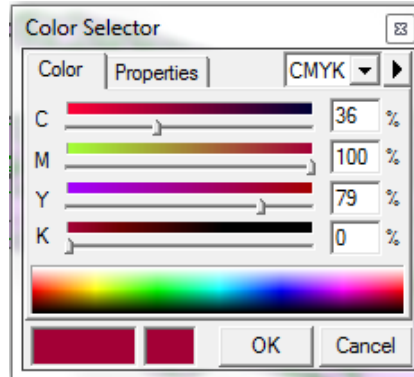 Color Selector
Color Properties CMYK
C 36 %
M 100 %
Y 79 %
K 0 %
OK Cancel